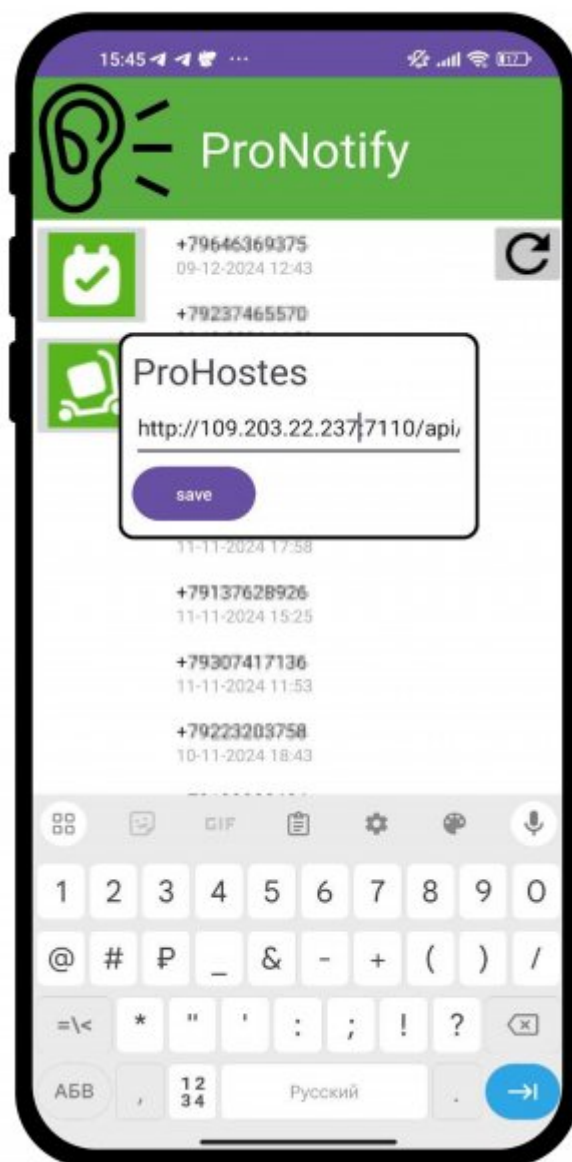 15:45
17
ProNotify
+79646369375
09-12-2024 12:43
+79237465570
ProHostes
http://109.203.22.237:7110/api/
save
11-11-2024 17:58
+79137628926
11-11-2024 15:25
+79307417136
11-11-2024 11:53
+79223203758
10-11-2024 18:43
GIF
1 2 3 4 5 6 7 8 9 0
@ # ₽ _ & - + ( ) /
=\< * " ' : ; ! ?
АБВ , 12 34 Русский .